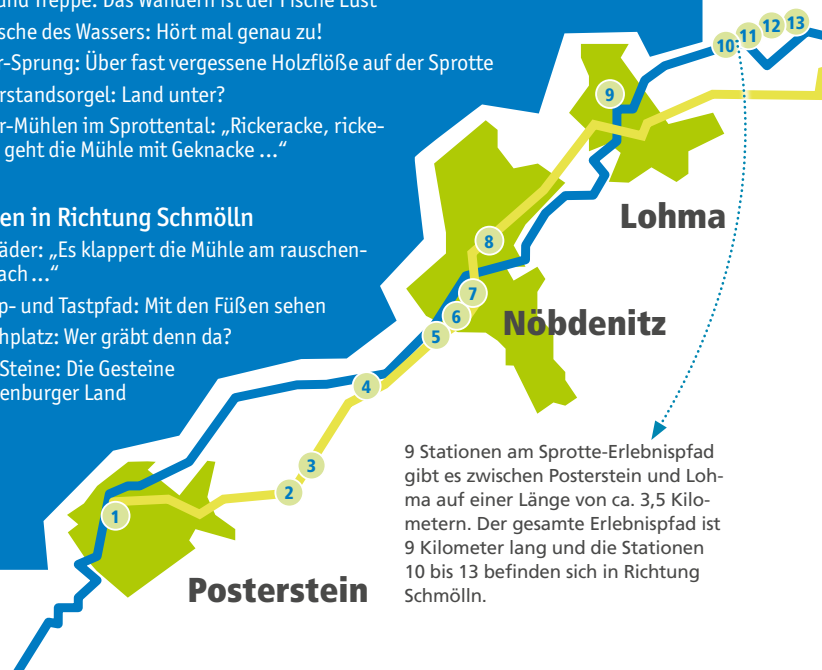 und Treppe: Das Wandern ist der Fische Lust
sche des Wassers: Hört mal genau zu!
r-Sprung: Über fast vergessene Holzflöße auf der Sprotte
rstandsorgel: Land unter?
r-Mühlen im Sprottental: „Rickeracke, ricke-
geht die Mühle mit Geknacke ...“
en in Richtung Schmölln
äder: „Es klappert die Mühle am rauschen-
ach ...“
p- und Tastpfad: Mit den Füßen sehen
hplatz: Wer gräbt denn da?
Steine: Die Gesteine
enburger Land
13
12
11
10
9
Lohma
8
7
Nöbdenitz
6
5
4
3
2
1
Posterstein
9 Stationen am Sprotte-Erlebnispfad
gibt es zwischen Posterstein und Loh-
ma auf einer Länge von ca. 3,5 Kilo-
metern. Der gesamte Erlebnispfad ist
9 Kilometer lang und die Stationen
10 bis 13 befinden sich in Richtung
Schmölln.